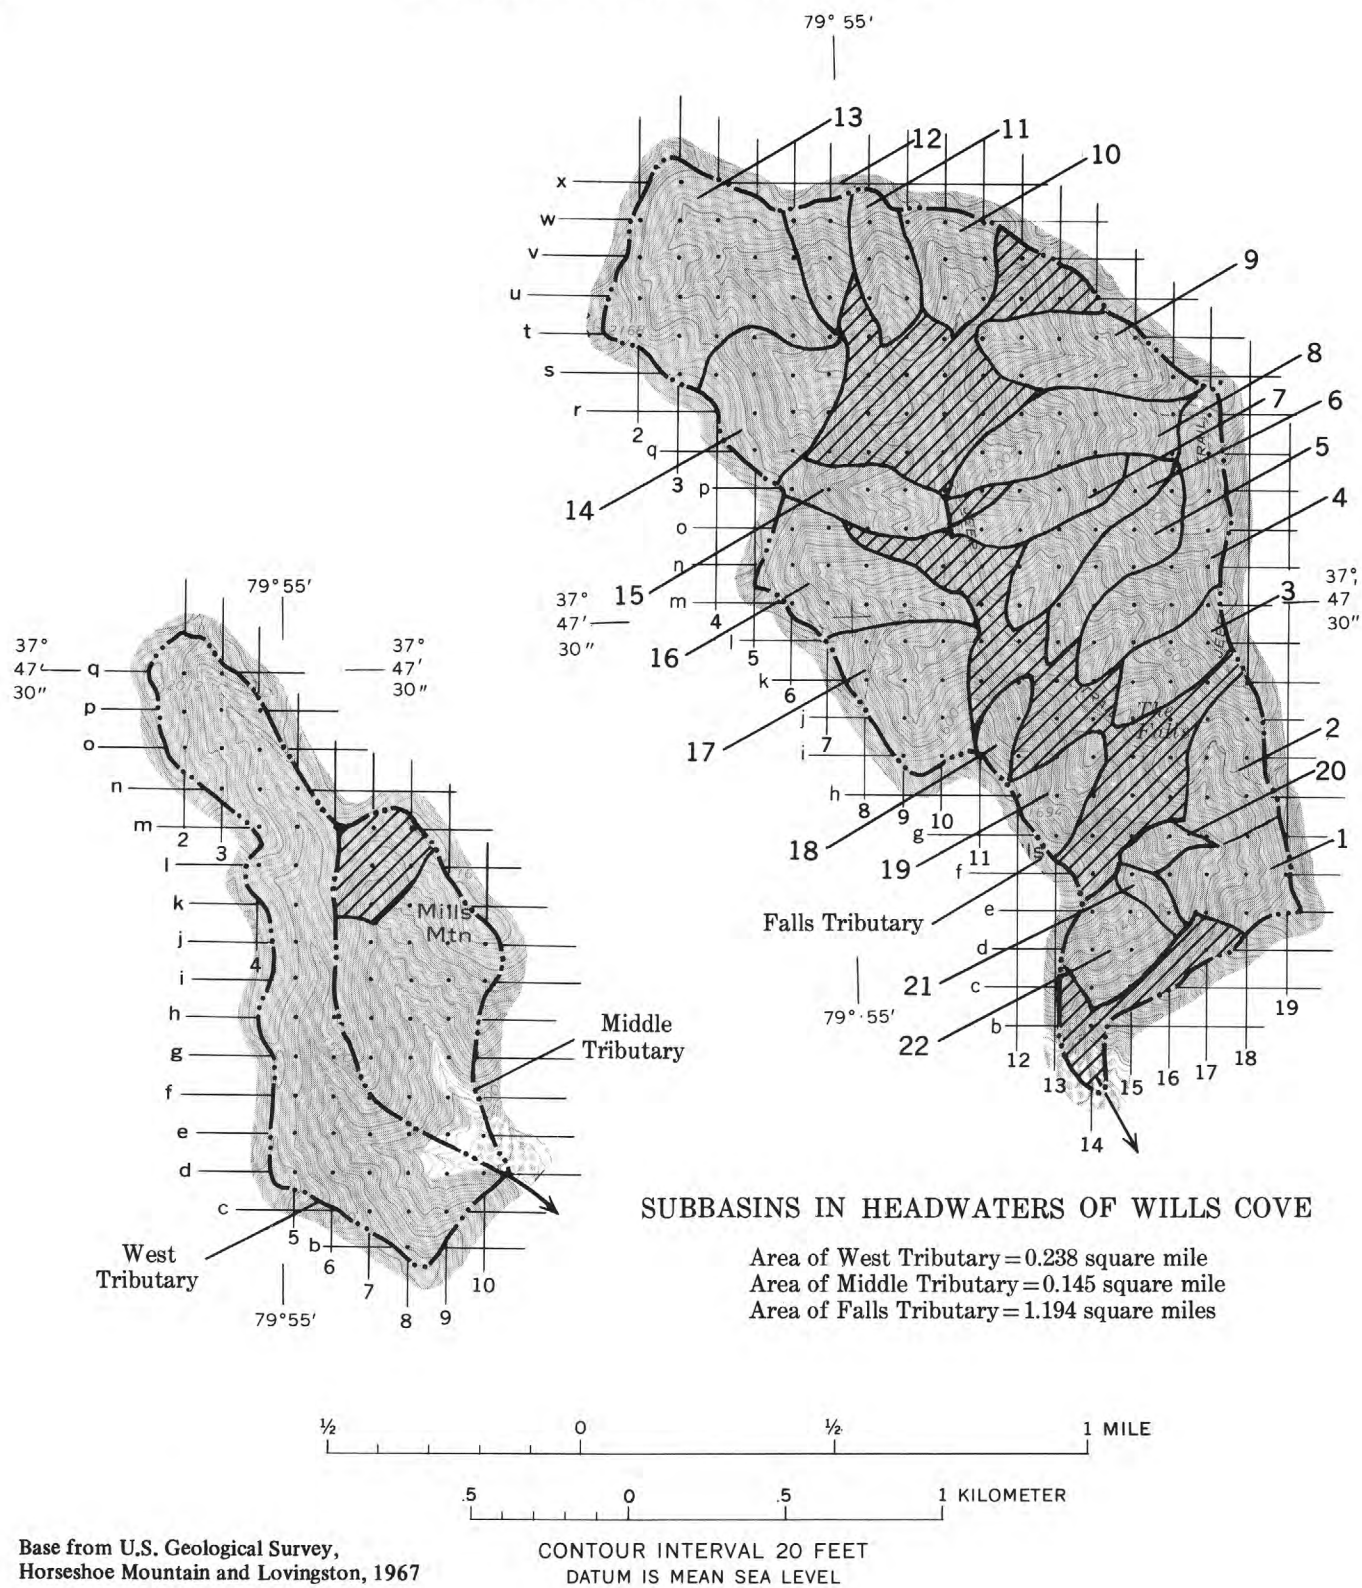 79° 55′
13
12
11
10
x
w
v
9
u
t
8
s
7
6
r
2
5
q
3
4
p
14
TRAIL
o
n
15
37°
47′
30″
m
4
3
37°
47
30″
l
5
16
k
6
The
Falls
j
7
17
2
i
20
h
8
9
10
g
11
18
1
19
f
12
Falls Tributary
e
d
21
c
79° 55′
b
22
13
14
15
16
17
18
19
79°55′
37°
47′
30″
37°
47′
30″
q
p
o
n
m
2
3
l
k
Mills
Mtn
j
4
i
h
Middle
Tributary
g
f
e
d
c
5
b
6
7
8
9
10
West
Tributary
79°55′
SUBBASINS IN HEADWATERS OF WILLS COVE
Area of West Tributary=0.238 square mile
Area of Middle Tributary=0.145 square mile
Area of Falls Tributary=1.194 square miles
½ 0 ½ 1 MILE
.5 0 .5 1 KILOMETER
Base from U.S. Geological Survey,
Horseshoe Mountain and Lovingston, 1967
CONTOUR INTERVAL 20 FEET
DATUM IS MEAN SEA LEVEL